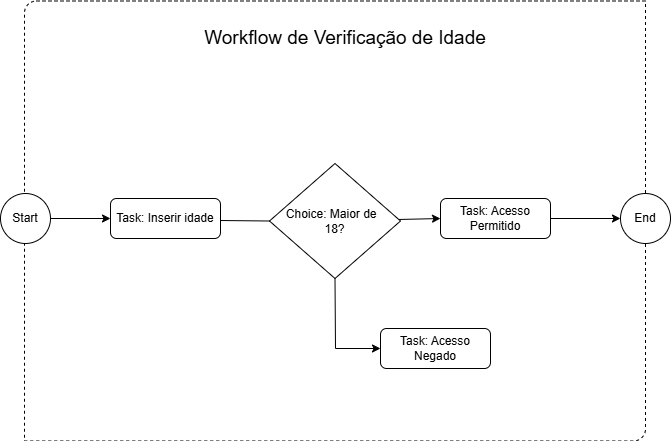 Workflow de Verificação de Idade
Start
Task: Inserir idade
Choice: Maior de
18?
Task: Acesso
Permitido
End
Task: Acesso
Negado